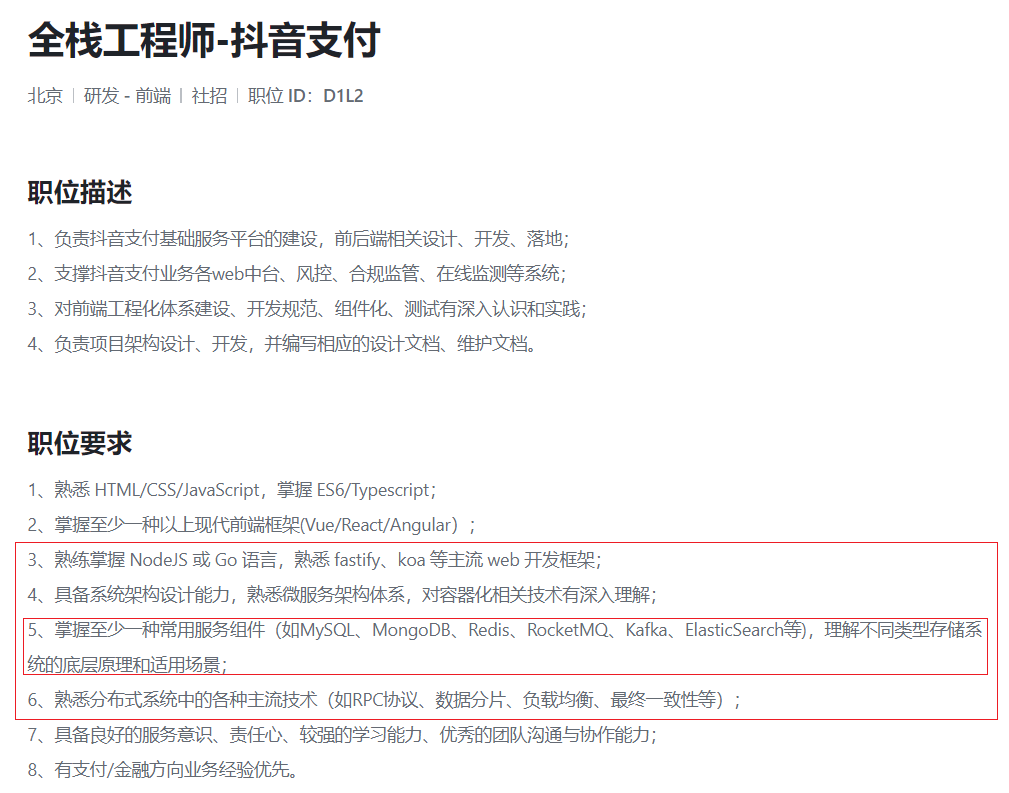 全栈工程师-抖音支付
北京 | 研发 - 前端 | 社招 | 职位 ID：D1L2
职位描述
1、负责抖音支付基础服务平台的建设，前后端相关设计、开发、落地；
2、支撑抖音支付业务各web中台、风控、合规监管、在线监测等系统；
3、对前端工程化体系建设、开发规范、组件化、测试有深入认识和实践；
4、负责项目架构设计、开发，并编写相应的设计文档、维护文档。
职位要求
1、熟悉 HTML/CSS/JavaScript，掌握 ES6/Typescript；
2、掌握至少一种以上现代前端框架(Vue/React/Angular）；
3、熟练掌握 NodeJS 或 Go 语言，熟悉 fastify、koa 等主流 web 开发框架；
4、具备系统架构设计能力，熟悉微服务架构体系，对容器化相关技术有深入理解；
5、掌握至少一种常用服务组件（如MySQL、MongoDB、Redis、RocketMQ、Kafka、ElasticSearch等)，理解不同类型存储系
统的底层原理和适用场景；
6、熟悉分布式系统中的各种主流技术（如RPC协议、数据分片、负载均衡、最终一致性等）；
7、具备良好的服务意识、责任心、较强的学习能力、优秀的团队沟通与协作能力；
8、有支付/金融方向业务经验优先。